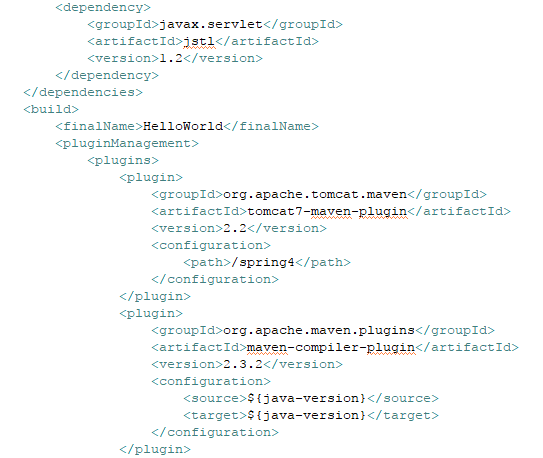 <dependency>
<groupId>javax.servlet</groupId>
<artifactId>jstl</artifactId>
<version>1.2</version>
</dependency>
</dependencies>
<build>
<finalName>HelloWorld</finalName>
<pluginManagement>
<plugins>
<plugin>
<groupId>org.apache.tomcat.maven</groupId>
<artifactId>tomcat7-maven-plugin</artifactId>
<version>2.2</version>
<configuration>
<path>/spring4</path>
</configuration>
</plugin>
<plugin>
<groupId>org.apache.maven.plugins</groupId>
<artifactId>maven-compiler-plugin</artifactId>
<version>2.3.2</version>
<configuration>
<source>${java-version}</source>
<target>${java-version}</target>
</configuration>
</plugin>